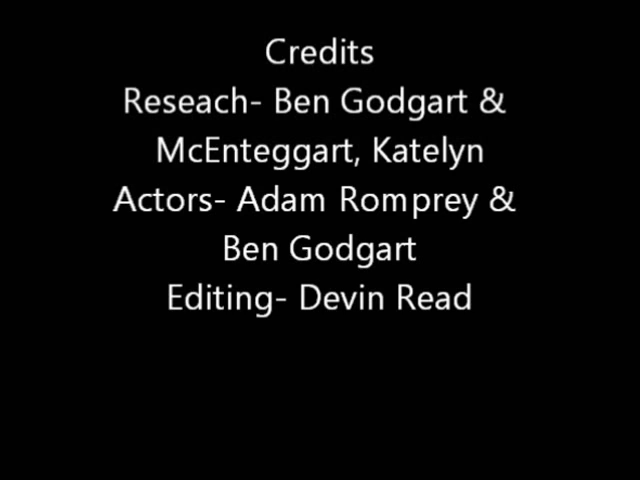 Credits
Reseach- Ben Godgart &
McEnteggart, Katelyn
Actors- Adam Romprey &
Ben Godgart
Editing- Devin Read